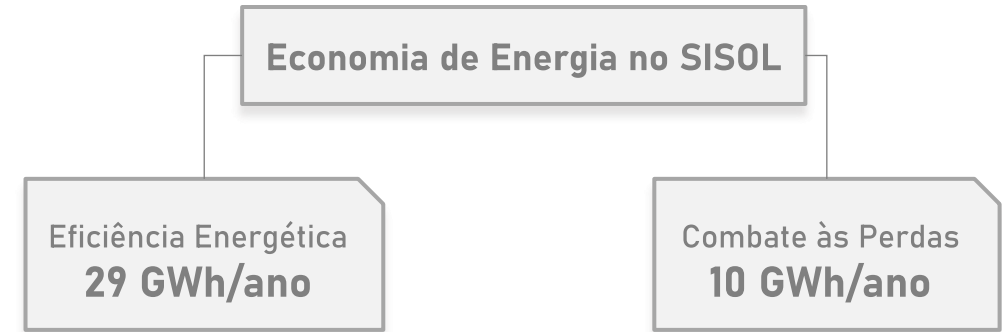 Economia de Energia no SISOL
Eficiência Energética
29 GWh/ano
Combate às Perdas
10 GWh/ano